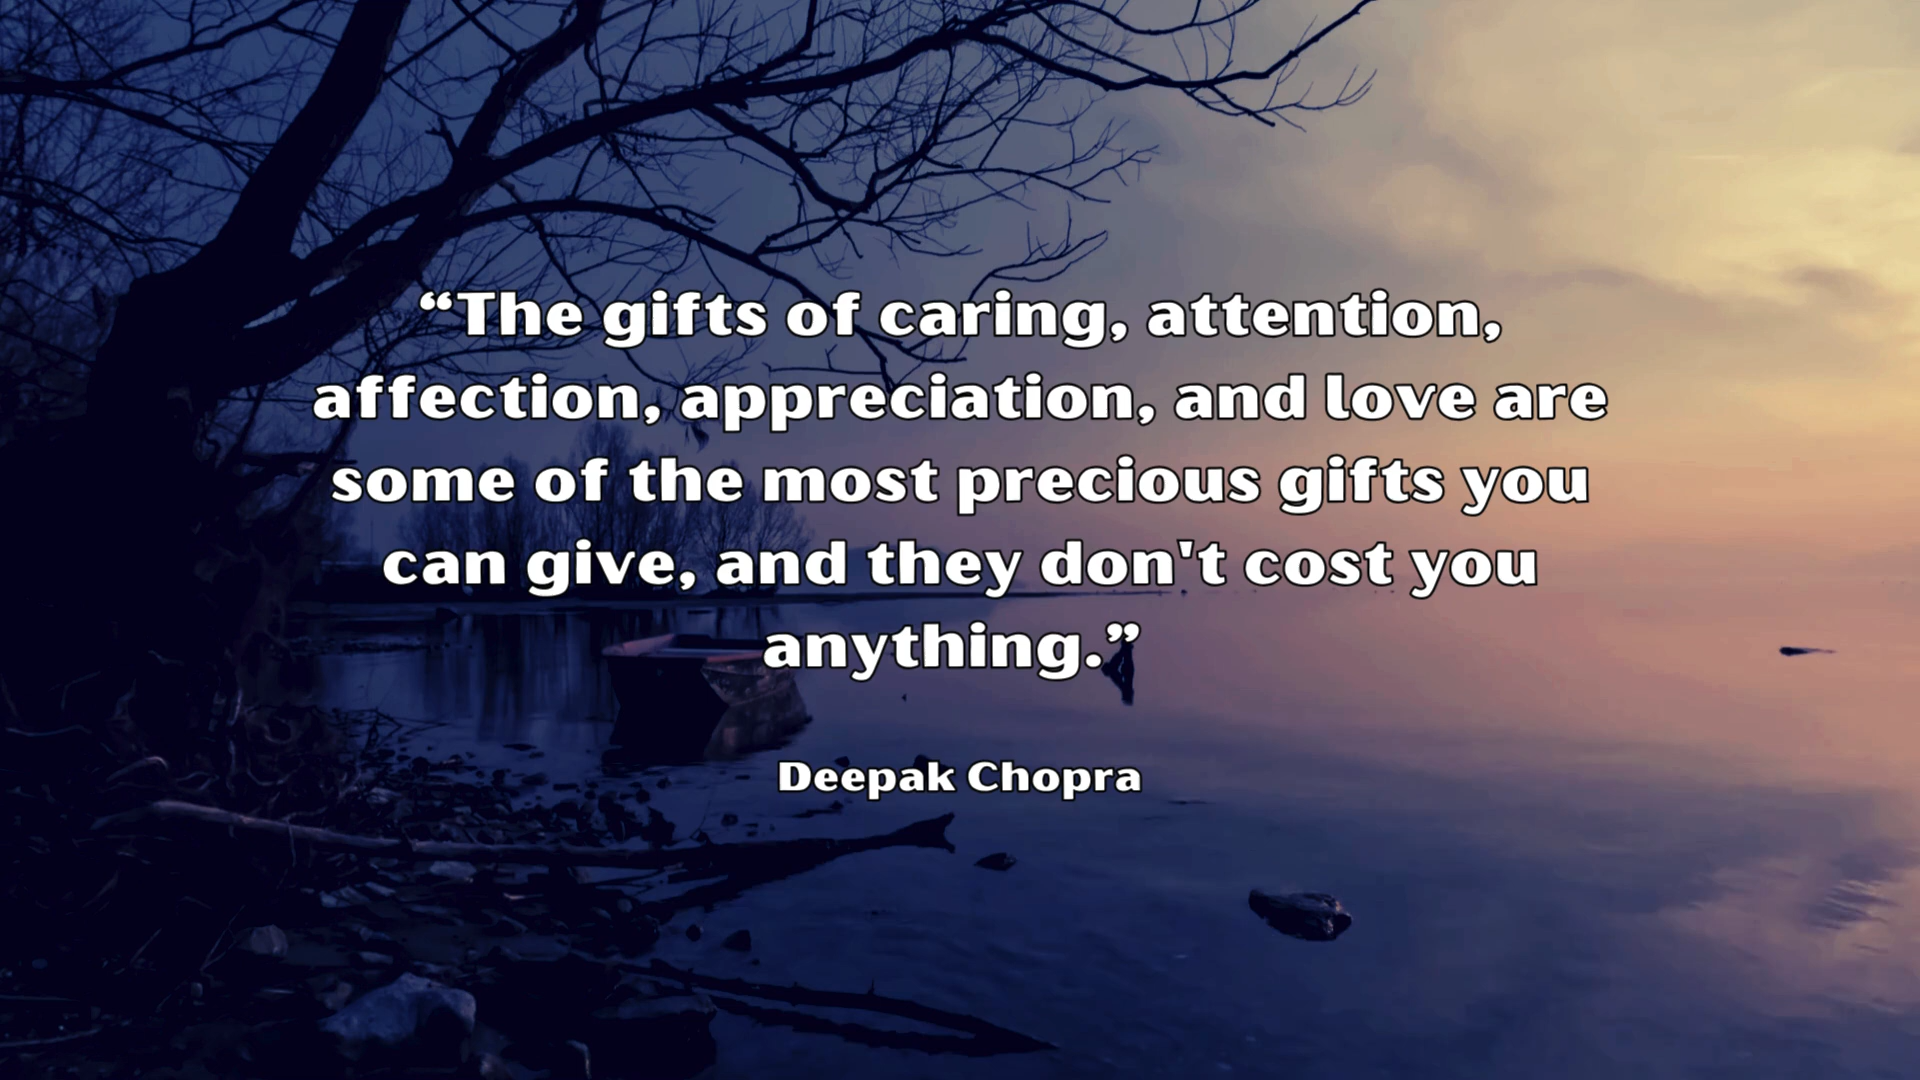 “The gifts of caring, attention,
affection, appreciation, and love are
some of the most precious gifts you
can give, and they don't cost you
anything.”
Deepak Chopra